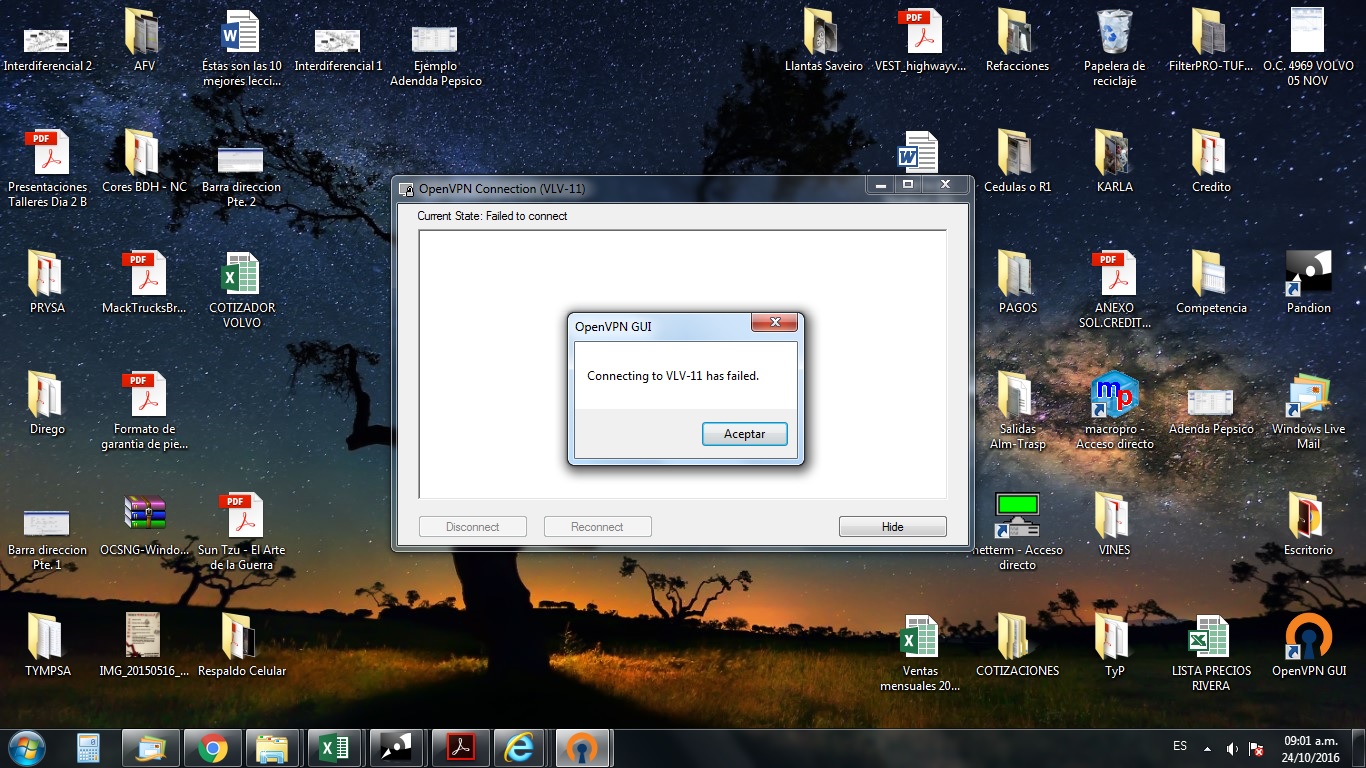 Interdiferencial 2
AFV
Éstas son las 10
mejores lecci...
Interdiferencial 1
Ejemplo
Adendda Pepsico
Llantas Saveiro
VEST_highwayv...
Refacciones
Papelera de
reciclaje
FilterPRO-TUF...
O.C. 4969 VOLVO
05 NOV
Presentaciones
Talleres Dia 2 B
Cores BDH - NC
Barra direccion
Pte. 2
Cedulas o R1
KARLA
Credito
OpenVPN Connection (VLV-11)
Current State: Failed to connect
PRYSA
MackTrucksBr...
COTIZADOR
VOLVO
PAGOS
ANEXO
SOL.CREDIT...
Competencia
Pandion
OpenVPN GUI
Connecting to VLV-11 has failed.
Aceptar
Dirego
Formato de
garantia de pie...
Salidas
Alm-Trasp
mp
macropro -
Acceso directo
Adenda Pepsico
Windows Live
Mail
Barra direccion
Pte. 1
OCSNG-Windo...
Sun Tzu - El Arte
de la Guerra
Disconnect
Reconnect
Hide
netterm - Acceso
directo
VINES
Escritorio
TYMPSA
IMG_20150516_...
Respaldo Celular
Ventas
mensuales 20...
COTIZACIONES
TyP
LISTA PRECIOS
RIVERA
OpenVPN GUI
ES
09:01 a.m.
24/10/2016